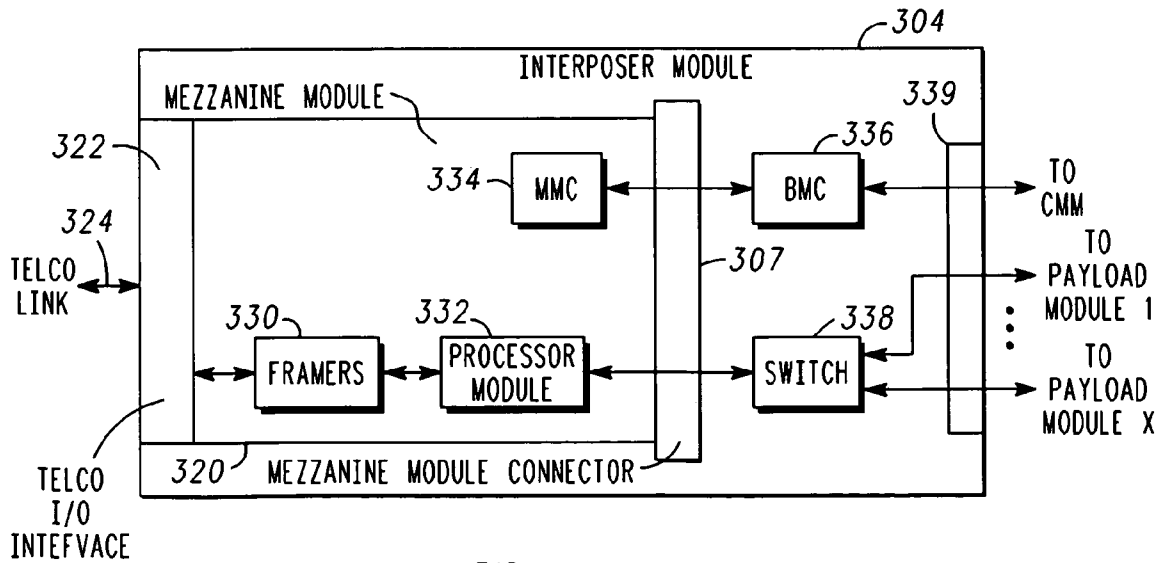 304
INTERPOSER MODULE
MEZZANINE MODULE
339
322
336
334
MMC
BMC
TO
CMM
324
TELCO
LINK
307
TO
PAYLOAD
MODULE 1
330
332
338
FRAMERS
PROCESSOR
MODULE
SWITCH
TO
PAYLOAD
MODULE X
320
MEZZANINE MODULE CONNECTOR
TELCO
I/O
INTEFVACE